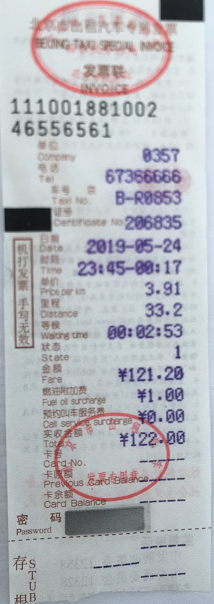 北京市出租汽车专用发票
BEIJING TAXI SPECIAL INVOICE
发票联
INVOICE
111001881002
46556561
单位
Company 0357
电话
Tel 67366666
车号 京
Taxi No. B-R0853
证号
Certificate No 206835
日期
Date 2019-05-24
时间
Time 23:45-00:17
单价
Price per km 3.91
里程
Distance 33.2
等候
Waiting time 00:02:53
状态
State 1
金额
Fare ¥121.20
燃油附加费
Fuel oil surcharge ¥1.00
预约叫车服务费
Call service surcharge ¥0.00
实收金额
Total ¥122.00
卡号
Card No. -----
卡原额
Previous Card Balance -----
卡余额
Card Balance -----
密 码
Password
存根
STUB
机打发票 手写无效